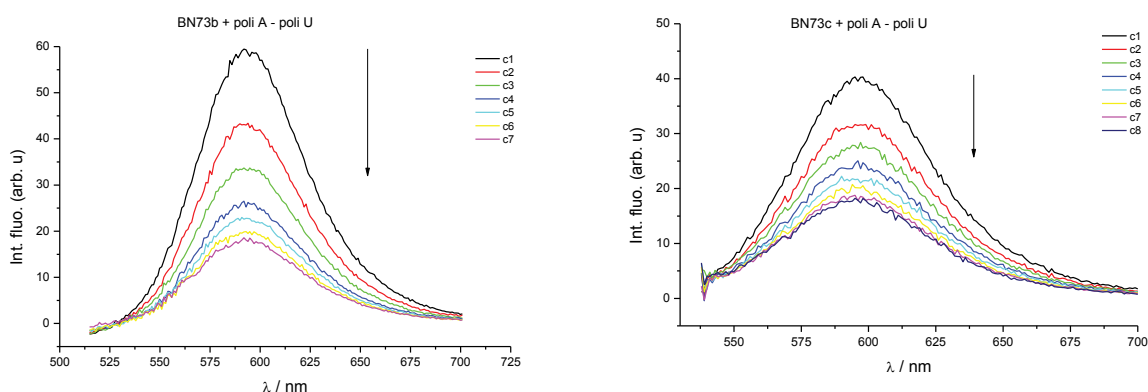 BN73b + poli A - poli U
60
50
40
30
20
10
0
500 525 550 575 600 625 650 675 700 725
Int. fluo. (arb. u)
λ / nm
c1
c2
c3
c4
c5
c6
c7
BN73c + poli A - poli U
50
40
30
20
10
0
550 575 600 625 650 675 700
Int. fluo. (arb. u)
λ / nm
c1
c2
c3
c4
c5
c6
c7
c8